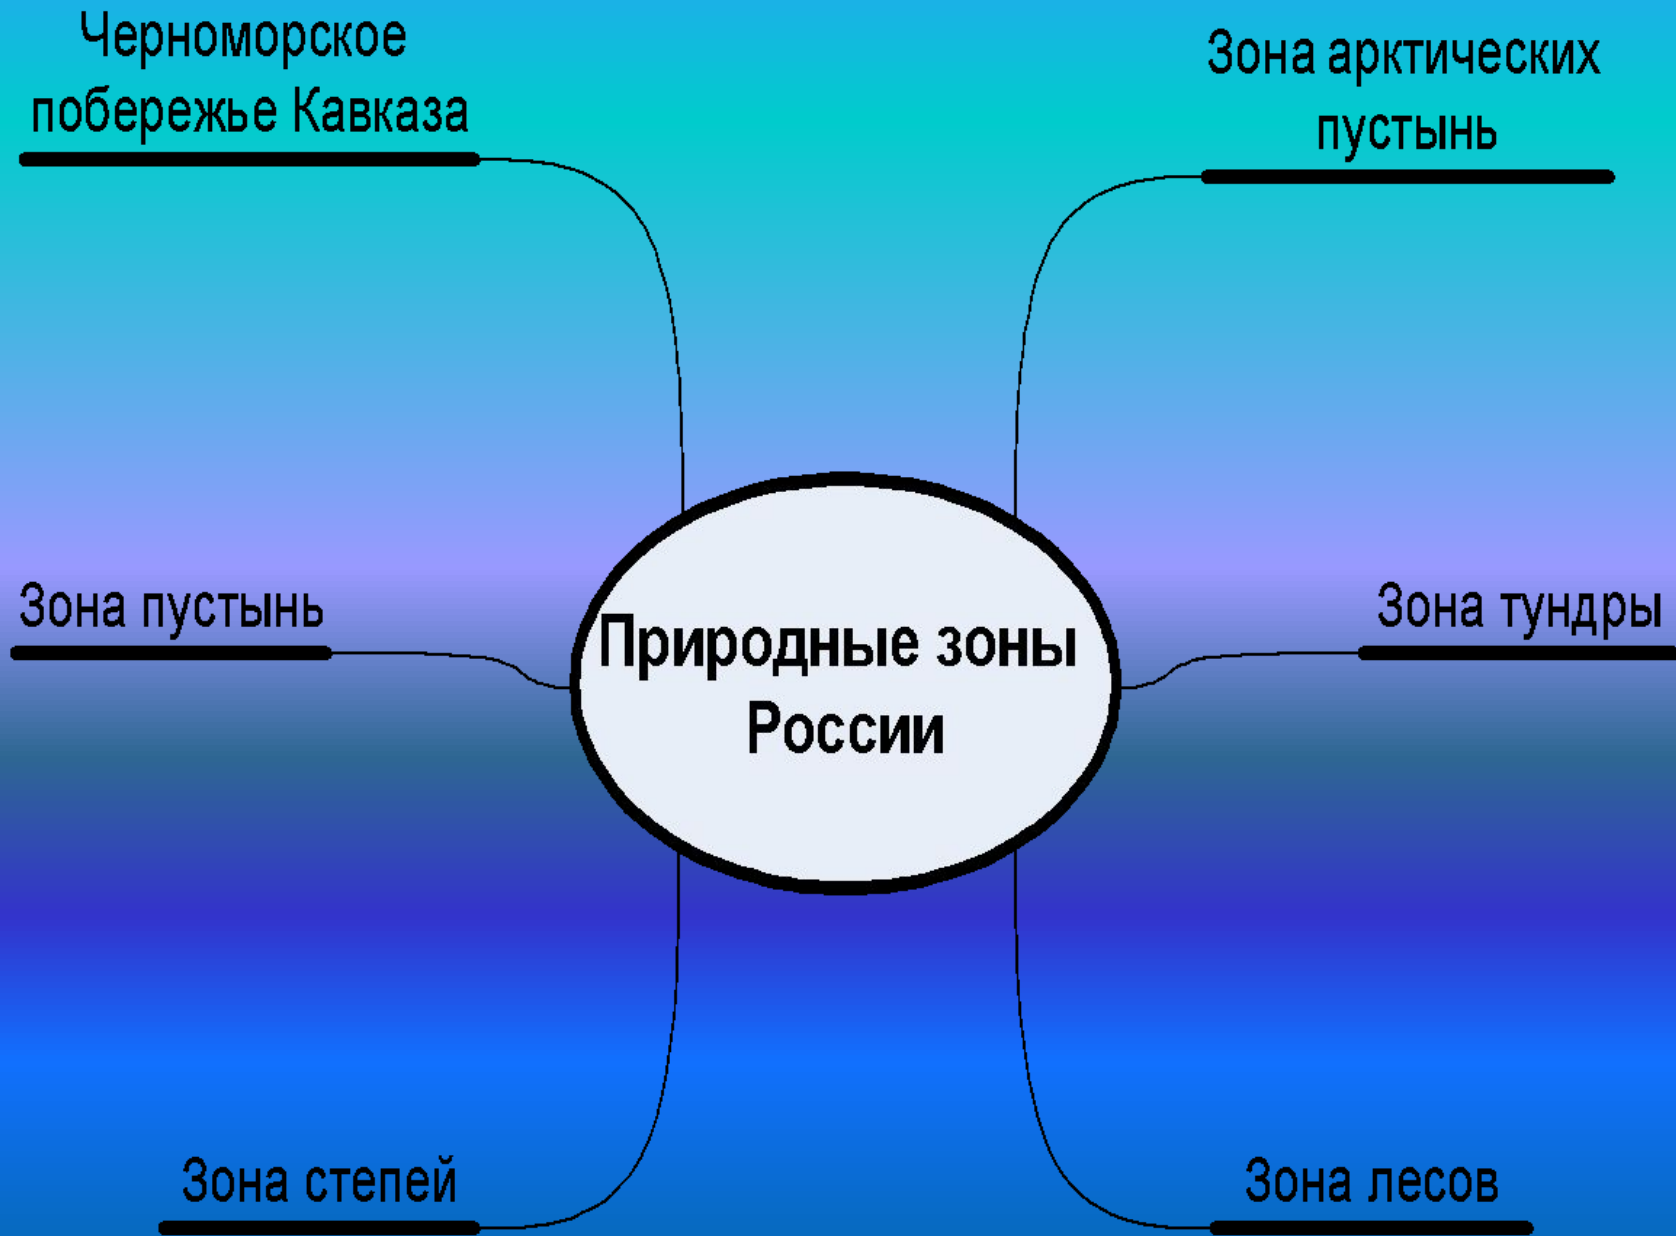 Черноморское
побережье Кавказа
Зона арктических
пустынь
Зона пустынь
Природные зоны
России
Зона тундры
Зона степей
Зона лесов